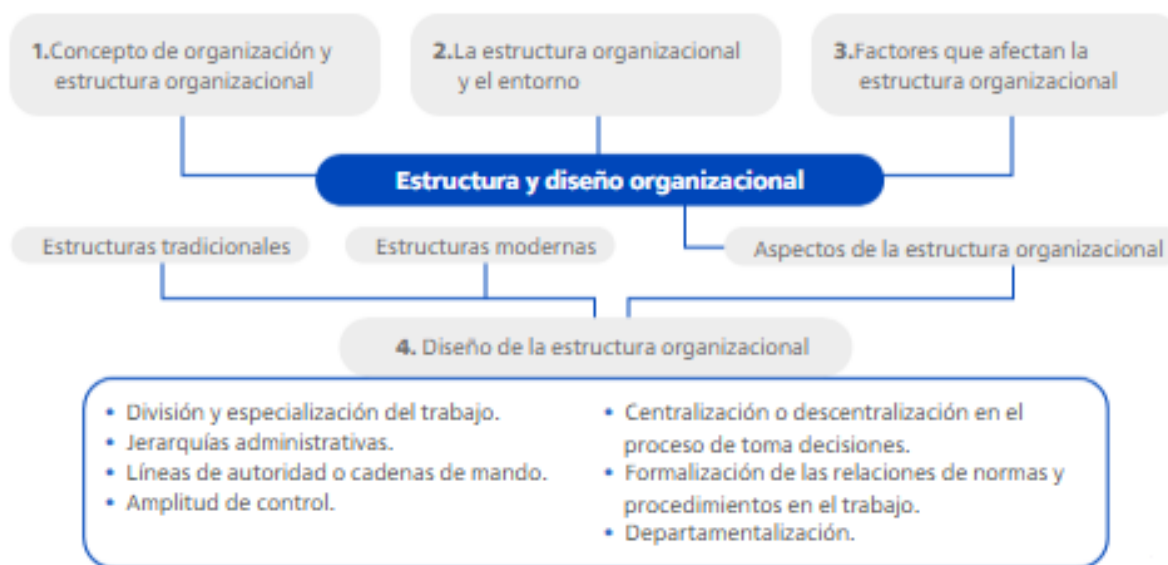 1.Concepto de organización y
estructura organizacional
2.La estructura organizacional
y el entorno
3.Factores que afectan la
estructura organizacional
Estructura y diseño organizacional
Estructuras tradicionales
Estructuras modernas
Aspectos de la estructura organizacional
4. Diseño de la estructura organizacional
• División y especialización del trabajo.
• Jerarquías administrativas.
• Líneas de autoridad o cadenas de mando.
• Amplitud de control.
• Centralización o descentralización en el
proceso de toma decisiones.
• Formalización de las relaciones de normas y
procedimientos en el trabajo.
• Departamentalización.